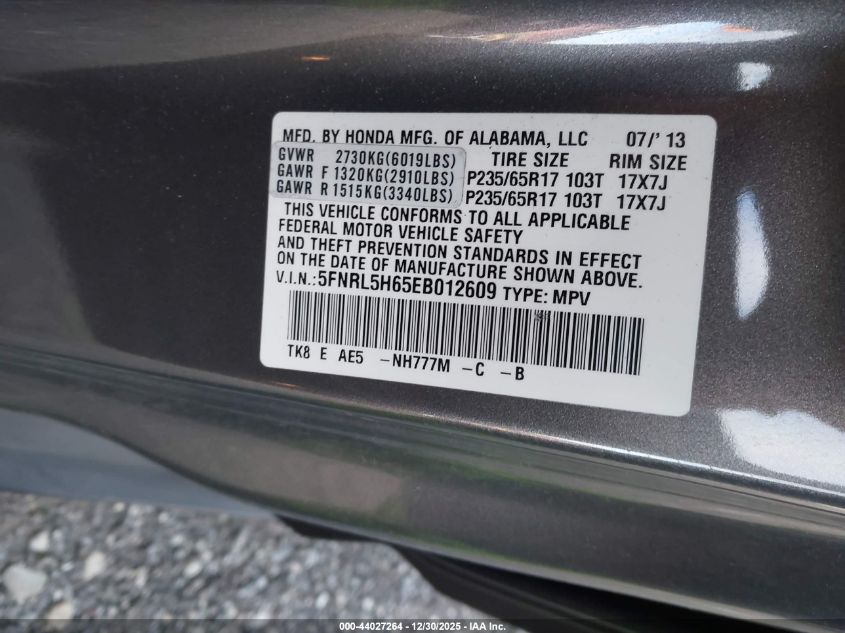 MFD. BY HONDA MFG. OF ALABAMA, LLC 07/'13
GVWR 2730KG(6019LBS) TIRE SIZE RIM SIZE
GAWR F 1320KG(2910LBS) P235/65R17 103T 17X7J
GAWR R 1515KG(3340LBS) P235/65R17 103T 17X7J
THIS VEHICLE CONFORMS TO ALL APPLICABLE
FEDERAL MOTOR VEHICLE SAFETY
AND THEFT PREVENTION STANDARDS IN EFFECT
ON THE DATE OF MANUFACTURE SHOWN ABOVE.
V.I.N.:5FNRL5H65EB012609 TYPE: MPV
TK8 E AE5 -NH777M -C -B
000-44027264 - 12/30/2025 - IAA Inc.